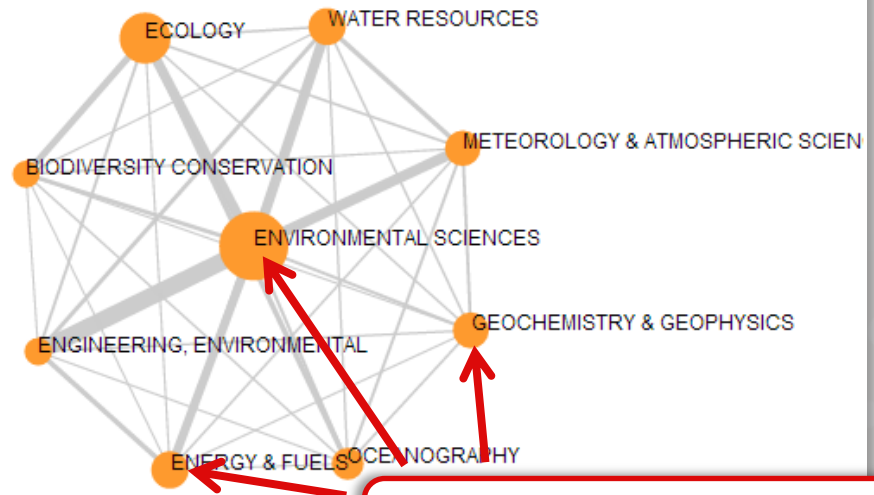 ECOLOGY
WATER RESOURCES
METEOROLOGY & ATMOSPHERIC SCIEN
BIODIVERSITY CONSERVATION
ENVIRONMENTAL SCIENCES
GEOCHEMISTRY & GEOPHYSICS
ENGINEERING, ENVIRONMENTAL
ENERGY & FUELS
OCEANOGRAPHY